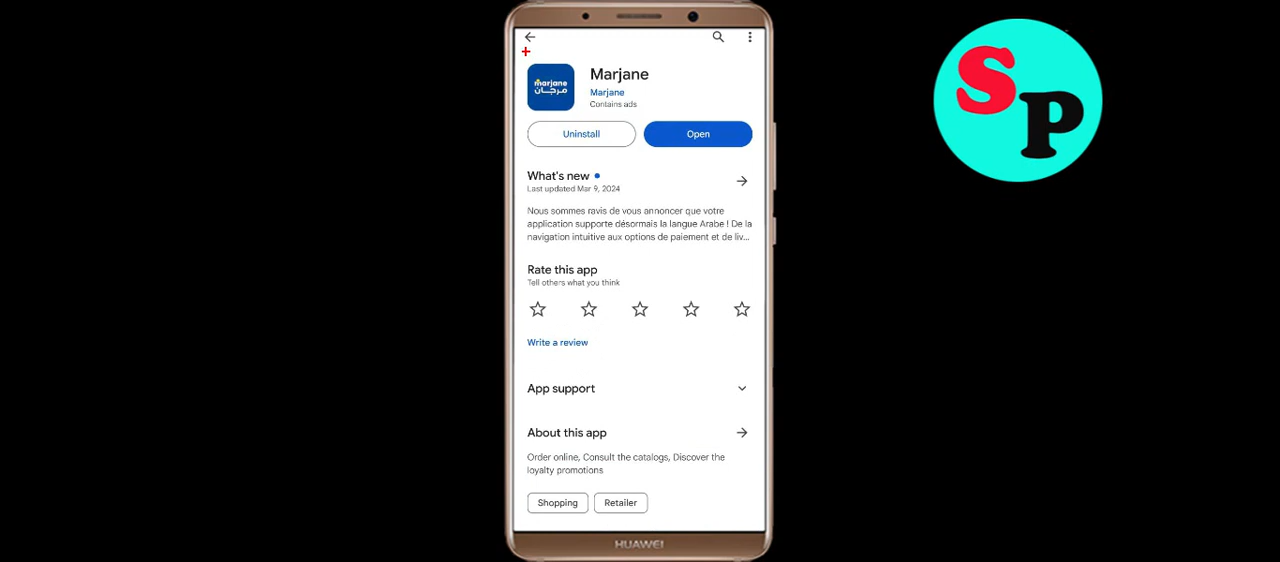 Marjane
Marjane
Contains ads
marjane
مرجان
Uninstall
Open
What's new
Last updated Mar 9, 2024
Nous sommes ravis de vous annoncer que votre
application supporte désormais la langue Arabe ! De la
navigation intuitive aux options de paiement et de liv...
Rate this app
Tell others what you think
Write a review
App support
About this app
Order online, Consult the catalogs, Discover the
loyalty promotions
Shopping
Retailer
HUAWEI
SP